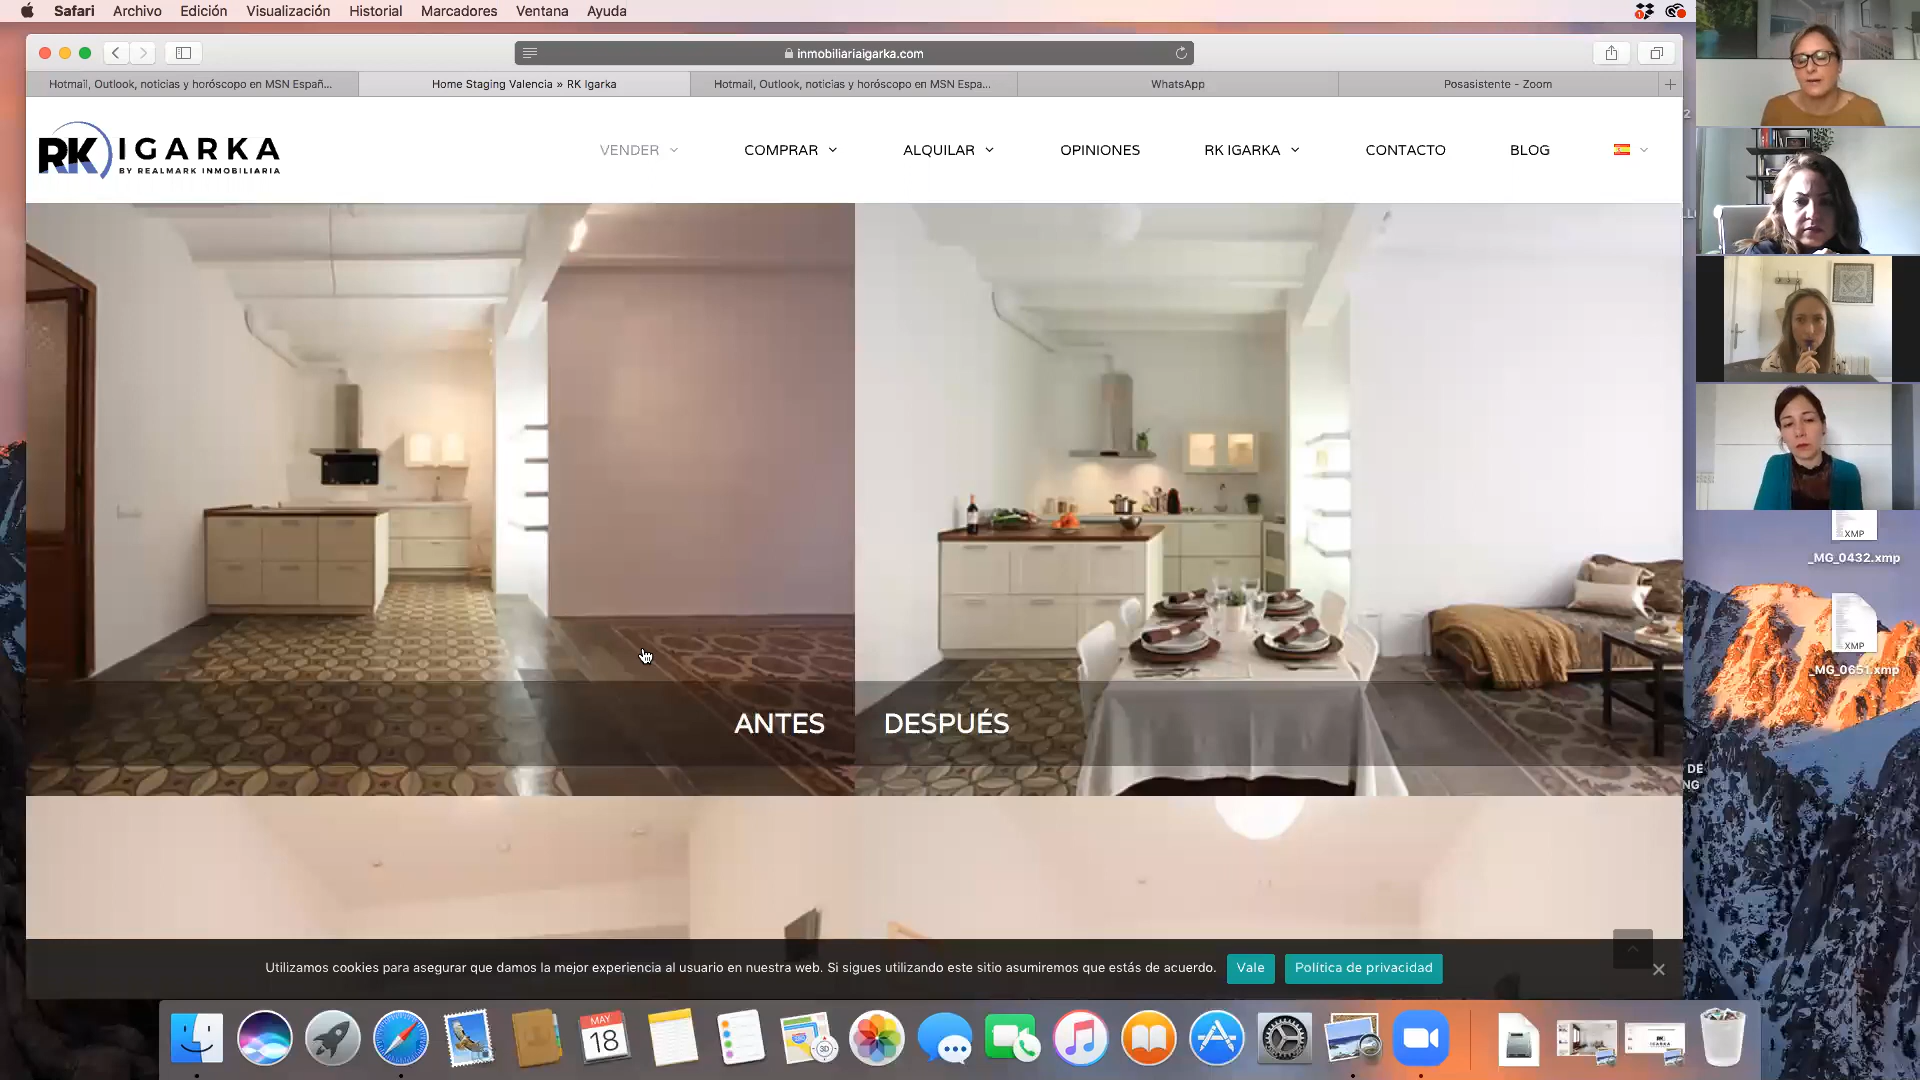 Safari Archivo Edición Visualización Historial Marcadores Ventana Ayuda
inmobiliariaigarka.com
Hotmail, Outlook, noticias y horóscopo en MSN Españ...
Home Staging Valencia » RK Igarka
Hotmail, Outlook, noticias y horóscopo en MSN Espa...
WhatsApp
Posasistente - Zoom
RK IGARKA
BY REALMARK INMOBILIARIA
VENDER COMPRAR ALQUILAR OPINIONES RK IGARKA CONTACTO BLOG
ANTES DESPUÉS
XMP
_MG_0432.xmp
XMP
MG_0651.xmp
DE
NG
Utilizamos cookies para asegurar que damos la mejor experiencia al usuario en nuestra web. Si sigues utilizando este sitio asumiremos que estás de acuerdo. Vale Política de privacidad
MAY
18
3D